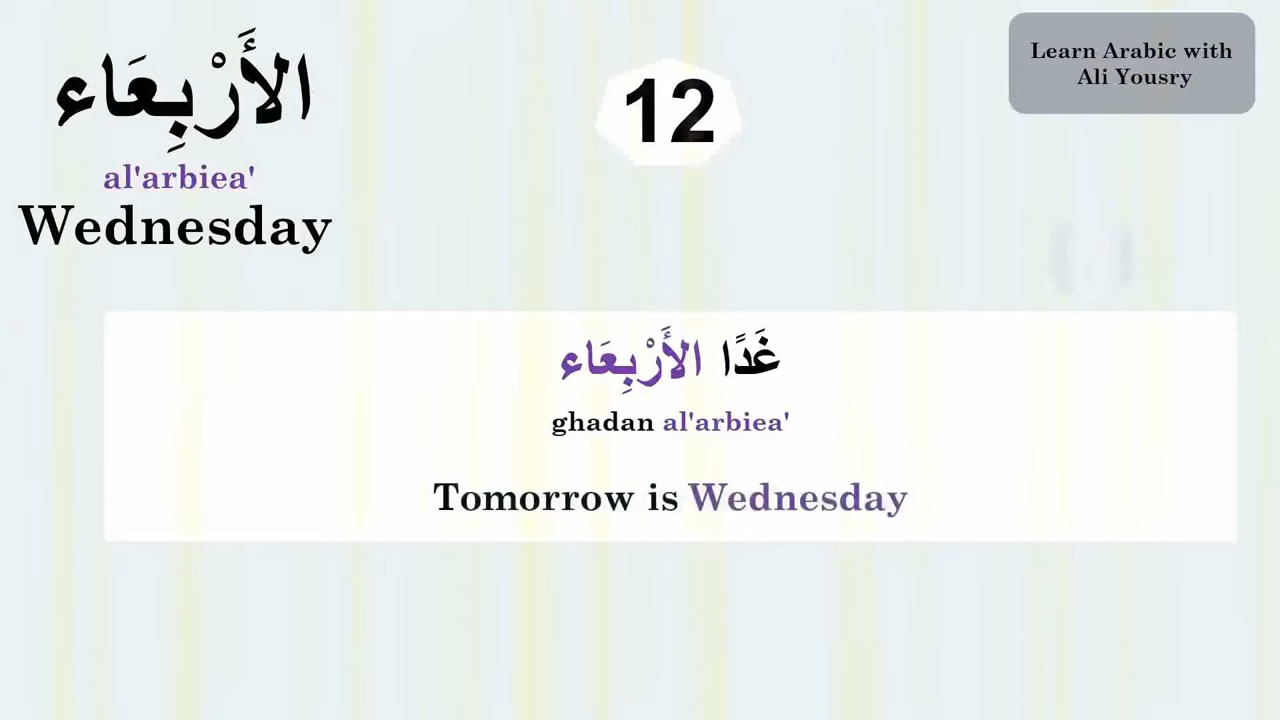 الأَرْبِعَاء
al'arbiea'
Wednesday
12
Learn Arabic with
Ali Yousry
غَدًا الأَرْبِعَاء
ghadan al'arbiea'
Tomorrow is Wednesday